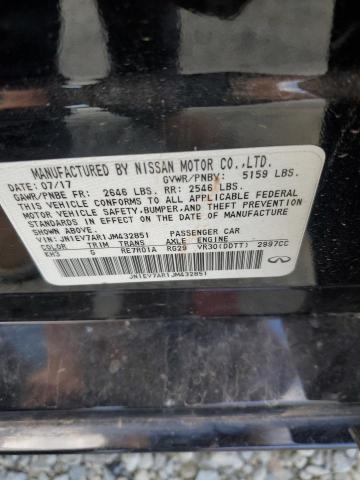 MANUFACTURED BY NISSAN MOTOR CO.,LTD.
DATE: 07/17 GVWR/PNBV: 5159 LBS.
GAWR/PNBE FR: 2646 LBS. RR: 2546 LBS.
THIS VEHICLE CONFORMS TO ALL APPLICABLE FEDERAL
MOTOR VEHICLE SAFETY, BUMPER, AND THEFT PREVENTION
STANDARDS IN EFFECT ON THE DATE OF MANUFACTURE
SHOWN ABOVE.
VIN: JN1EV7AR1JM432851 PASSENGER CAR
COLOR TRIM TRANS AXLE ENGINE
KH3 G RE7R01A RG29 VR30(DDTT) 2997CC
JN1EV7AR1JM432851